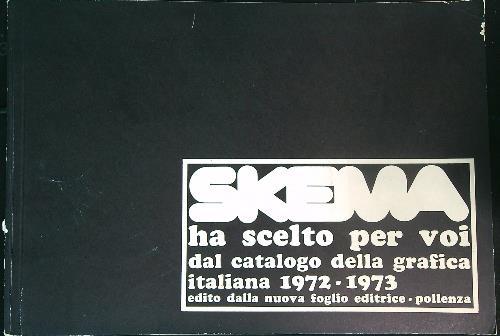 SKEMA
ha scelto per voi
dal catalogo della grafica
italiana 1972-1973
edito dalla nuova foglio editrice - pollenza